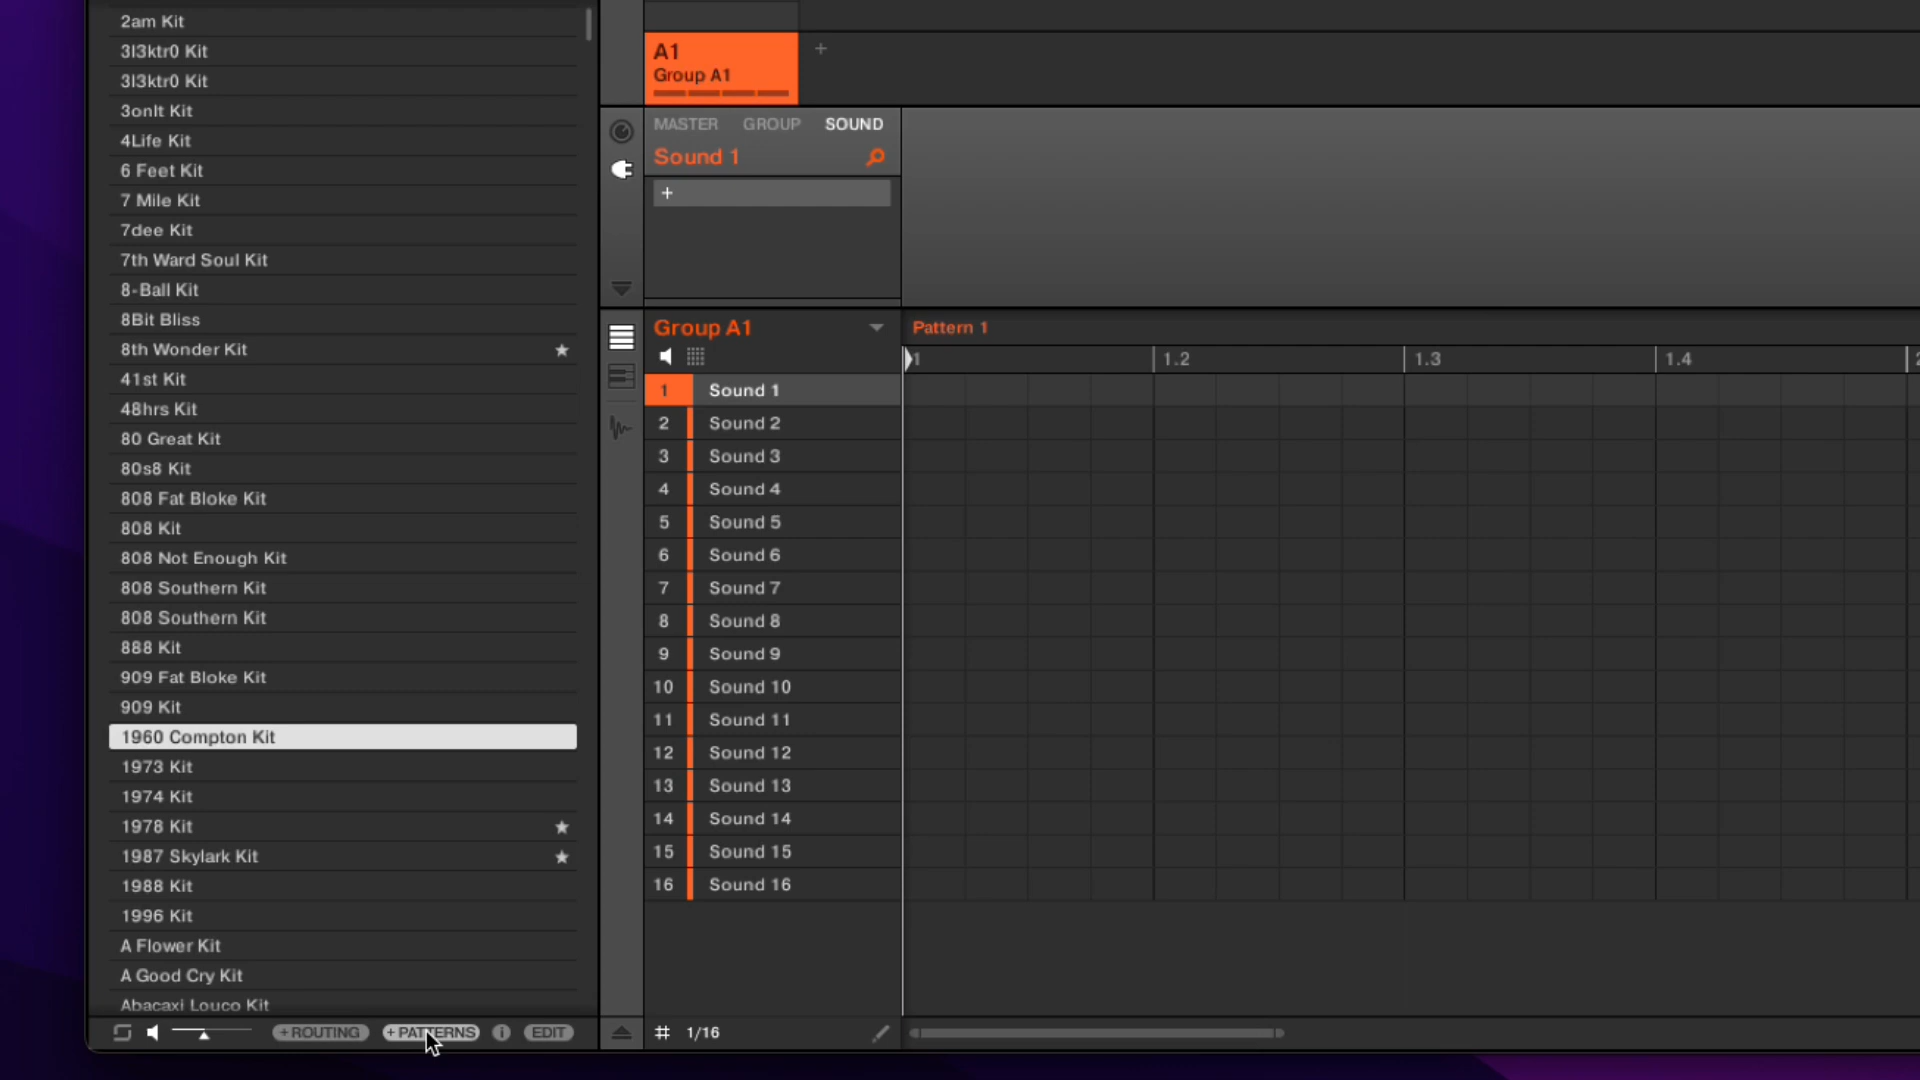 2am Kit
3l3ktr0 Kit
3l3ktr0 Kit
3onIt Kit
4Life Kit
6 Feet Kit
7 Mile Kit
7dee Kit
7th Ward Soul Kit
8-Ball Kit
8Bit Bliss
8th Wonder Kit
41st Kit
48hrs Kit
80 Great Kit
80s8 Kit
808 Fat Bloke Kit
808 Kit
808 Not Enough Kit
808 Southern Kit
808 Southern Kit
888 Kit
909 Fat Bloke Kit
909 Kit
1960 Compton Kit
1973 Kit
1974 Kit
1978 Kit
1987 Skylark Kit
1988 Kit
1996 Kit
A Flower Kit
A Good Cry Kit
Abacaxi Louco Kit
+ROUTING +PATTERNS i EDIT
A1 +
Group A1
MASTER GROUP SOUND
Sound 1
+
Group A1
Pattern 1
1 1.2 1.3 1.4 2
1 Sound 1
2 Sound 2
3 Sound 3
4 Sound 4
5 Sound 5
6 Sound 6
7 Sound 7
8 Sound 8
9 Sound 9
10 Sound 10
11 Sound 11
12 Sound 12
13 Sound 13
14 Sound 14
15 Sound 15
16 Sound 16
# 1/16